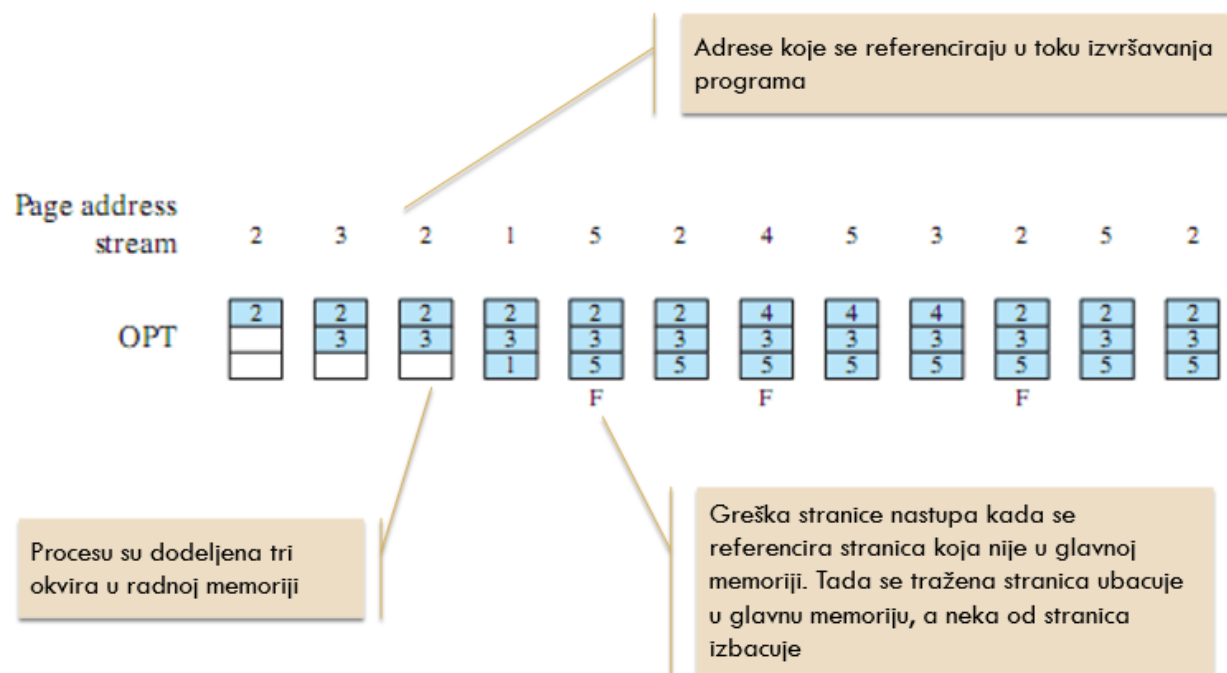 Adrese koje se referenciraju u toku izvršavanja
programa
Page address
stream 2 3 2 1 5 2 4 5 3 2 5 2
OPT 2 2 2 2 2 2 4 4 4 2 2 2
3 3 3 3 3 3 3 3 3 3 3
1 5 5 5 5 5 5 5 5
F F F
Procesu su dodeljena tri
okvira u radnoj memoriji
Greška stranice nastupa kada se
referencira stranica koja nije u glavnoj
memoriji. Tada se tražena stranica ubacuje
u glavnu memoriju, a neka od stranica
izbacuje